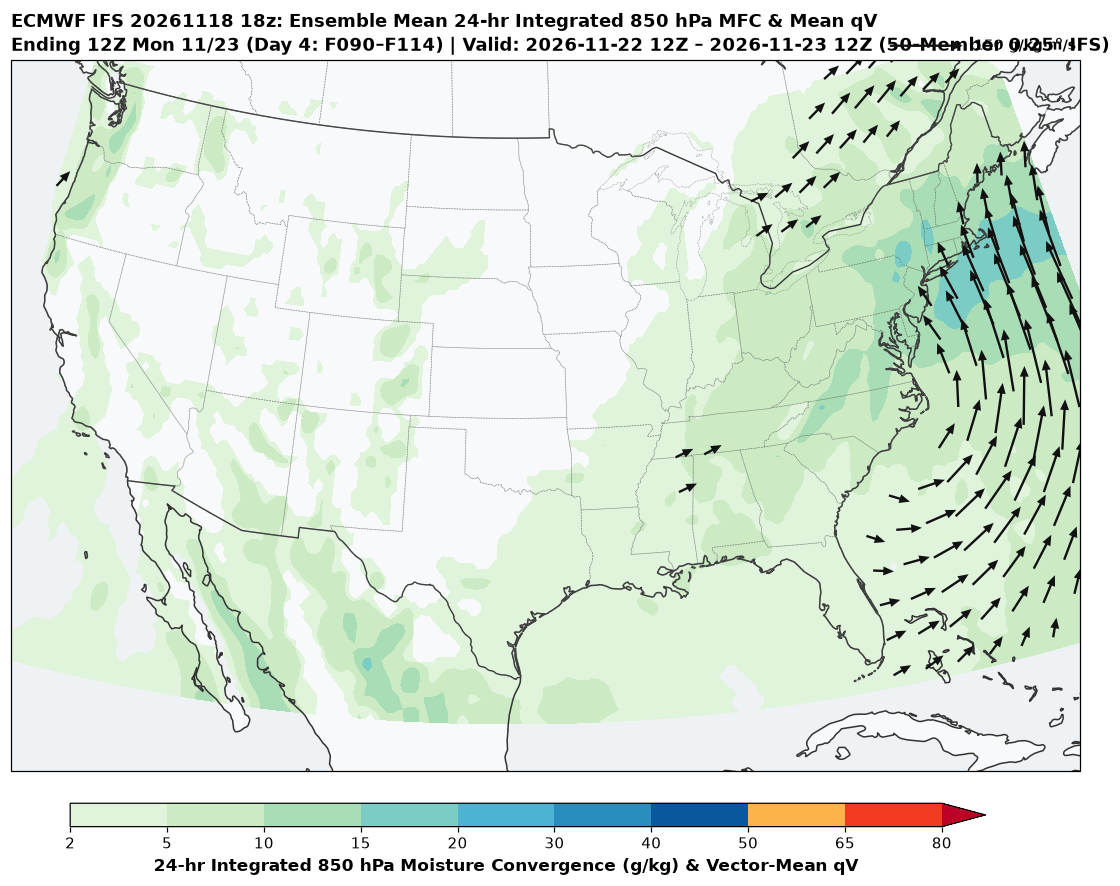 ECMWF IFS 20261118 18z: Ensemble Mean 24-hr Integrated 850 hPa MFC & Mean qV
Ending 12Z Mon 11/23 (Day 4: F090–F114) | Valid: 2026-11-22 12Z – 2026-11-23 12Z (50-Member 0.25° IFS)
2 5 10 15 20 30 40 50 65 80
24-hr Integrated 850 hPa Moisture Convergence (g/kg) & Vector-Mean qV